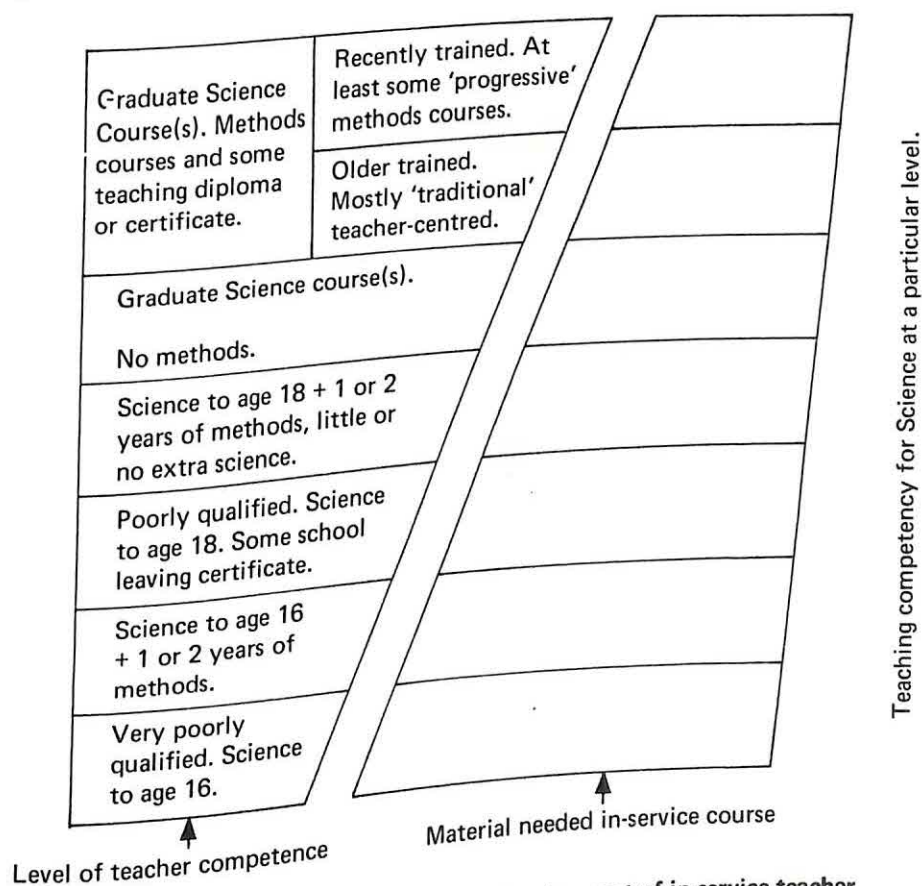 Graduate Science
Course(s). Methods
courses and some
teaching diploma
or certificate.
Recently trained. At
least some 'progressive'
methods courses.
Older trained.
Mostly 'traditional'
teacher-centred.
Graduate Science course(s).
No methods.
Science to age 18 + 1 or 2
years of methods, little or
no extra science.
Poorly qualified. Science
to age 18. Some school
leaving certificate.
Science to age 16
+ 1 or 2 years of
methods.
Very poorly
qualified. Science
to age 16.
Level of teacher competence
Material needed in-service course
Teaching competency for Science at a particular level.